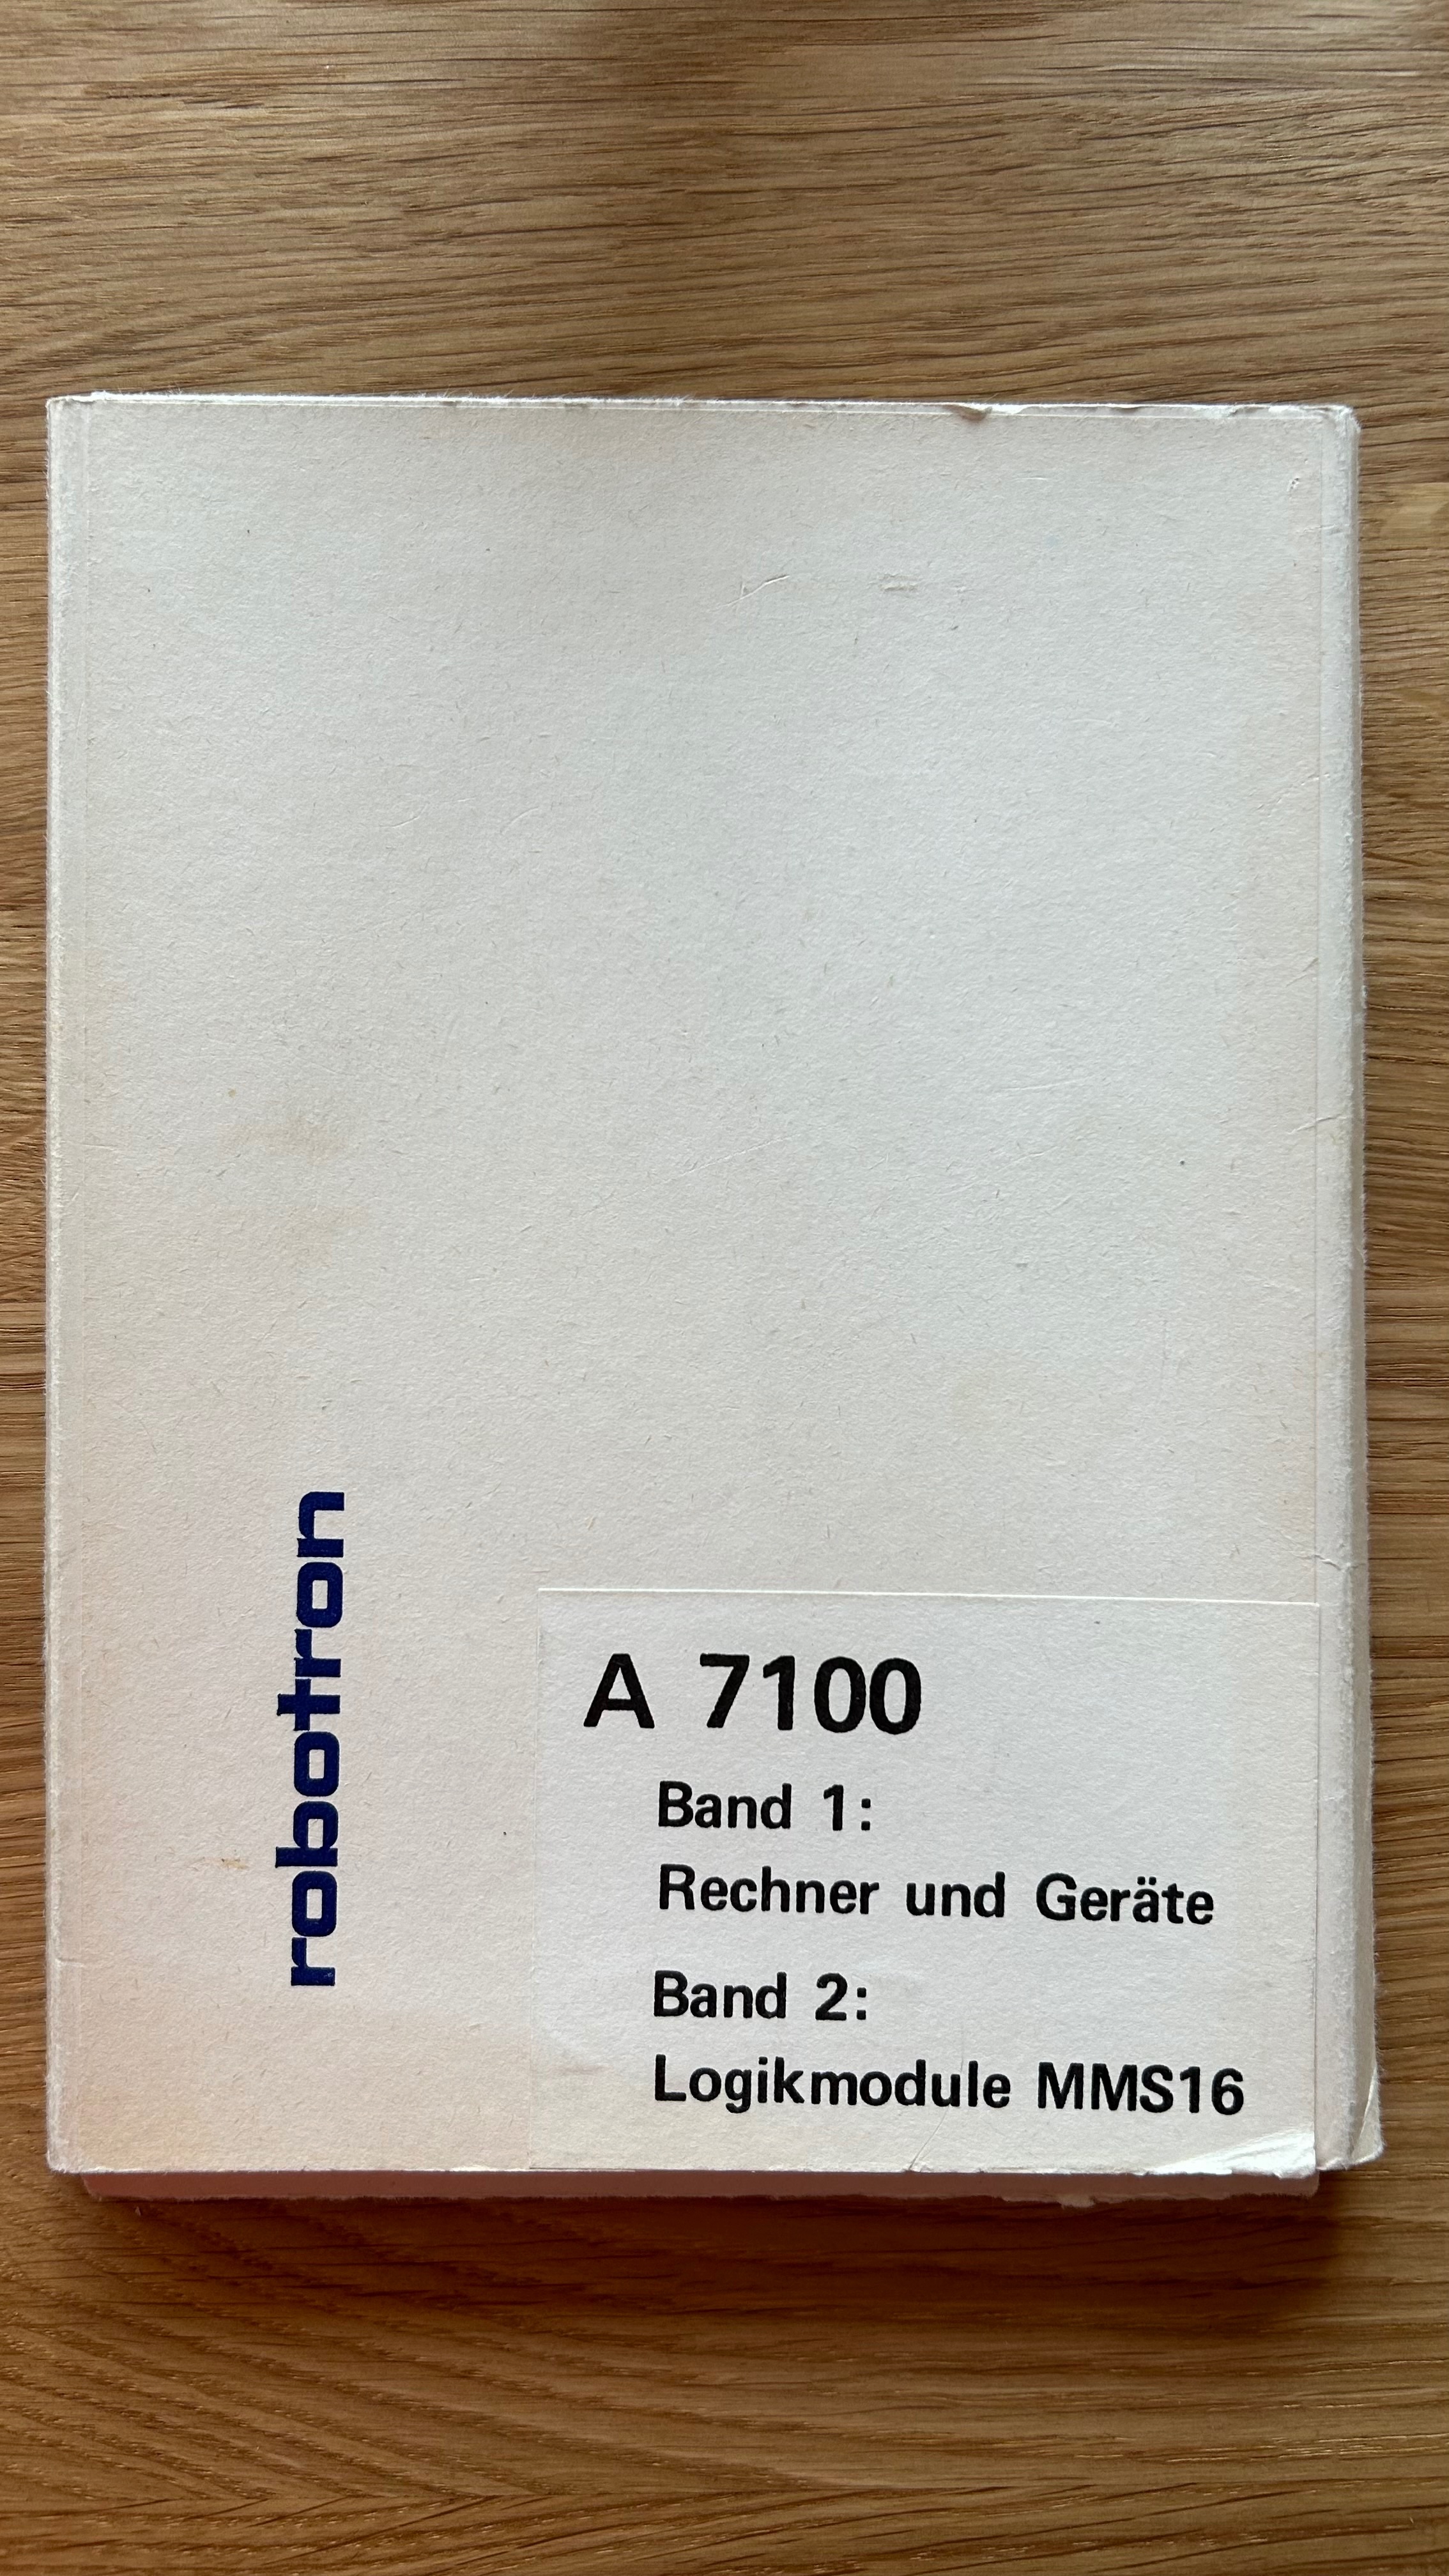 robotron
A 7100
Band 1:
Rechner und Geräte
Band 2:
Logikmodule MMS16